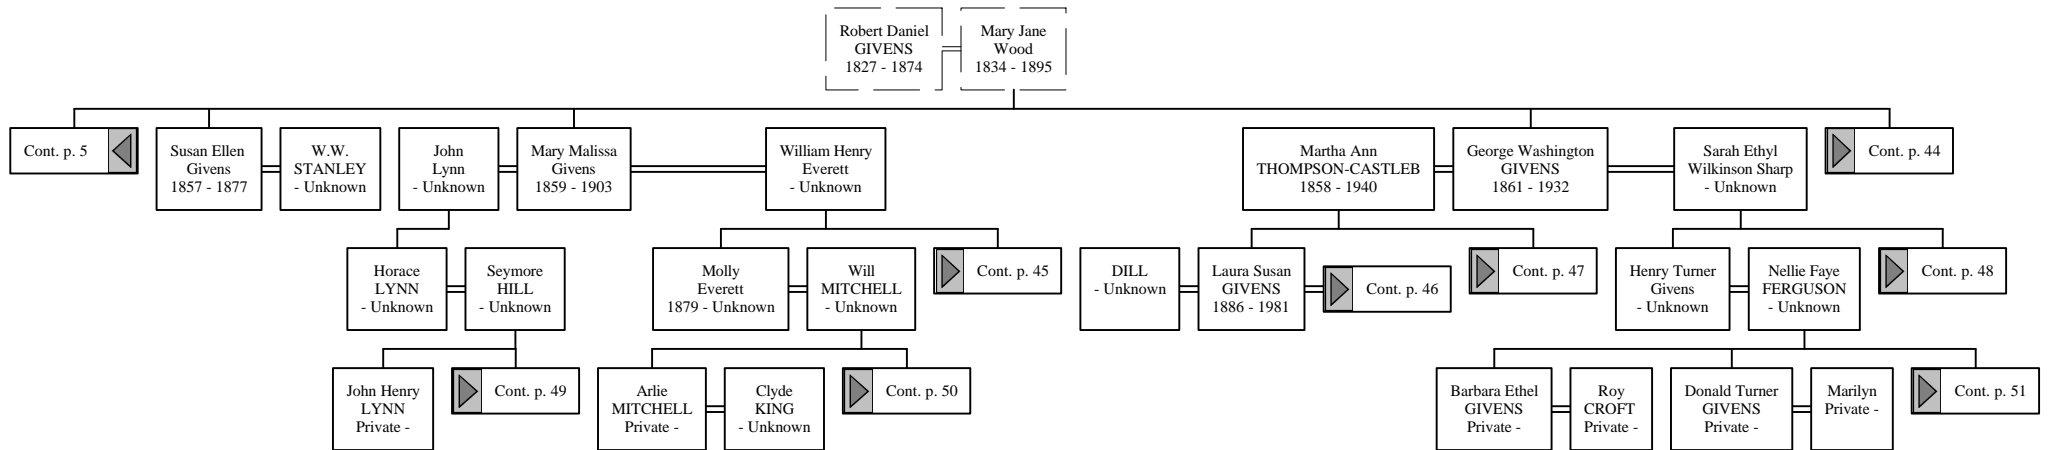 Robert Daniel
GIVENS
1827 - 1874
Mary Jane
Wood
1834 - 1895
Cont. p. 5
Susan Ellen
Givens
1857 - 1877
W.W.
STANLEY
- Unknown
John
Lynn
- Unknown
Mary Malissa
Givens
1859 - 1903
William Henry
Everett
- Unknown
Martha Ann
THOMPSON-CASTLEB
1858 - 1940
George Washington
GIVENS
1861 - 1932
Sarah Ethyl
Wilkinson Sharp
- Unknown
Cont. p. 44
Horace
LYNN
- Unknown
Seymore
HILL
- Unknown
Molly
Everett
1879 - Unknown
Will
MITCHELL
- Unknown
Cont. p. 45
DILL
- Unknown
Laura Susan
GIVENS
1886 - 1981
Cont. p. 46
Cont. p. 47
Henry Turner
Givens
- Unknown
Nellie Faye
FERGUSON
- Unknown
Cont. p. 48
John Henry
LYNN
Private -
Cont. p. 49
Arlie
MITCHELL
Private -
Clyde
KING
- Unknown
Cont. p. 50
Barbara Ethel
GIVENS
Private -
Roy
CROFT
Private -
Donald Turner
GIVENS
Private -
Marilyn
Private -
Cont. p. 51